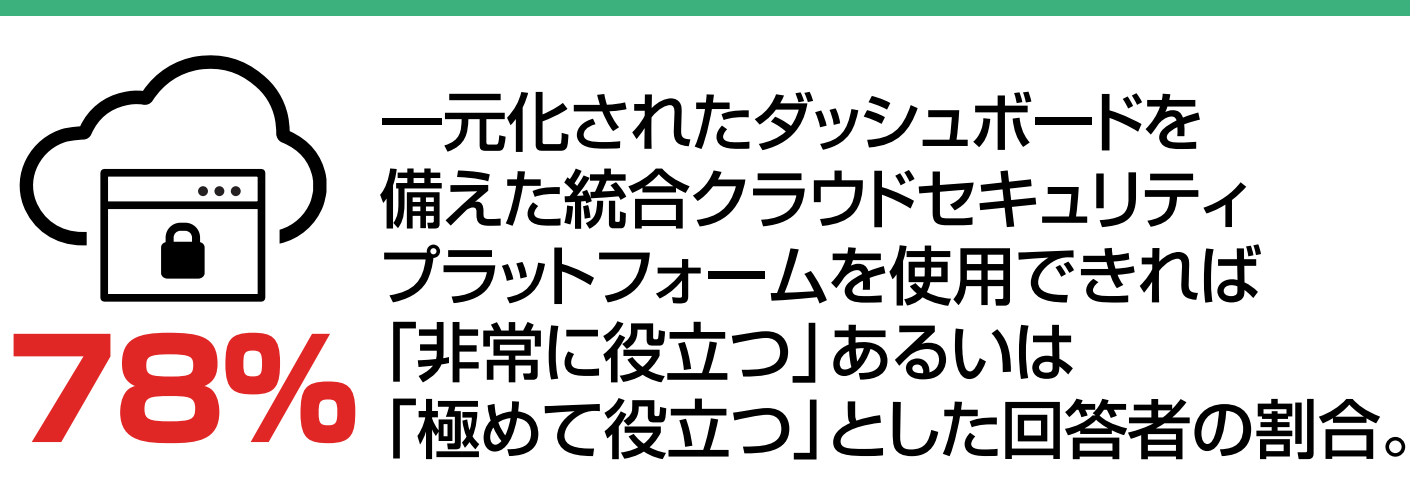 一元化されたダッシュボードを
備えた統合クラウドセキュリティ
プラットフォームを使用できれば
「非常に役立つ」あるいは
「極めて役立つ」とした回答者の割合。
78%